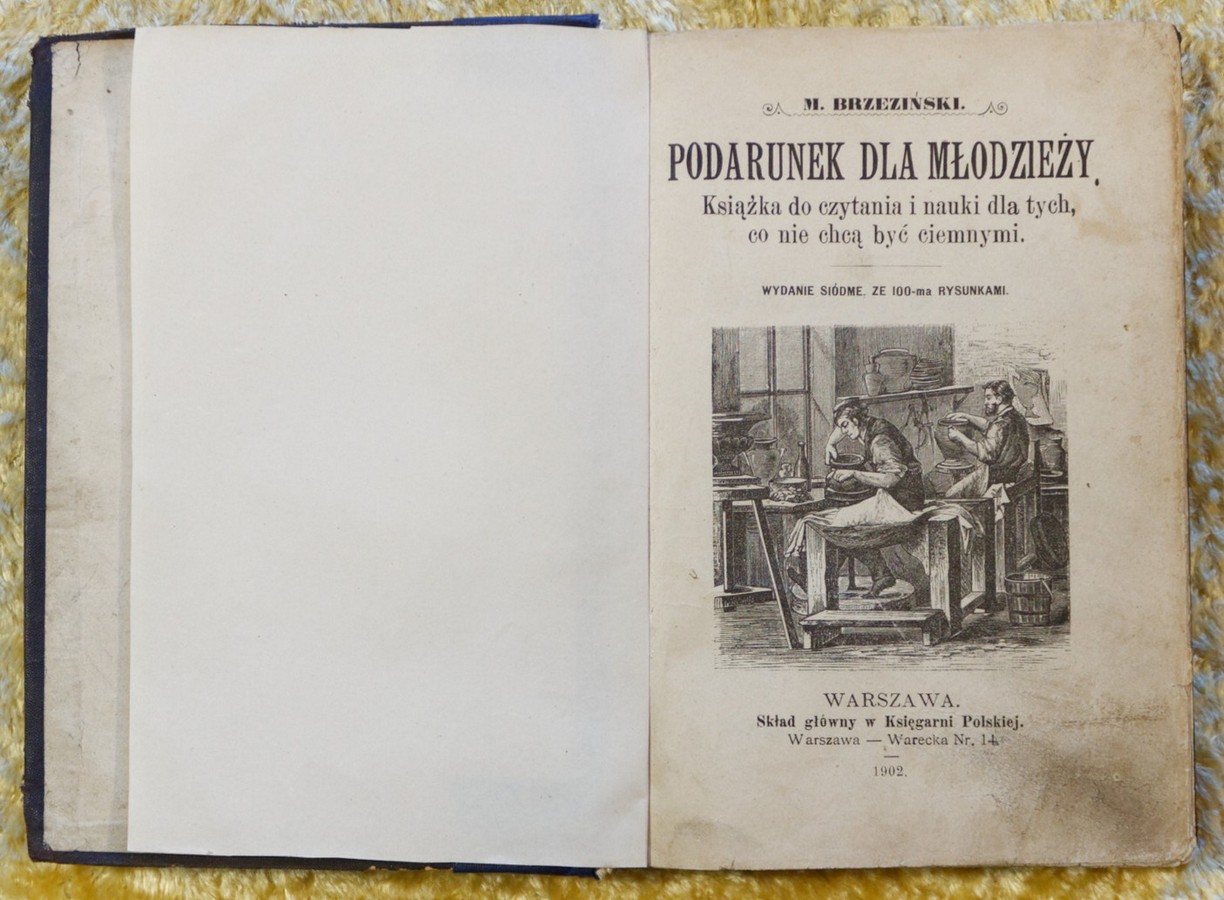 M. BRZEZIŃSKI.
PODARUNEK DLA MŁODZIEŻY.
Książka do czytania i nauki dla tych,
co nie chcą być ciemnymi.
WYDANIE SIÓDME, ZE 100-ma RYSUNKAMI.
WARSZAWA.
Skład główny w Księgarni Polskiej.
Warszawa — Warecka Nr. 14.
1902.